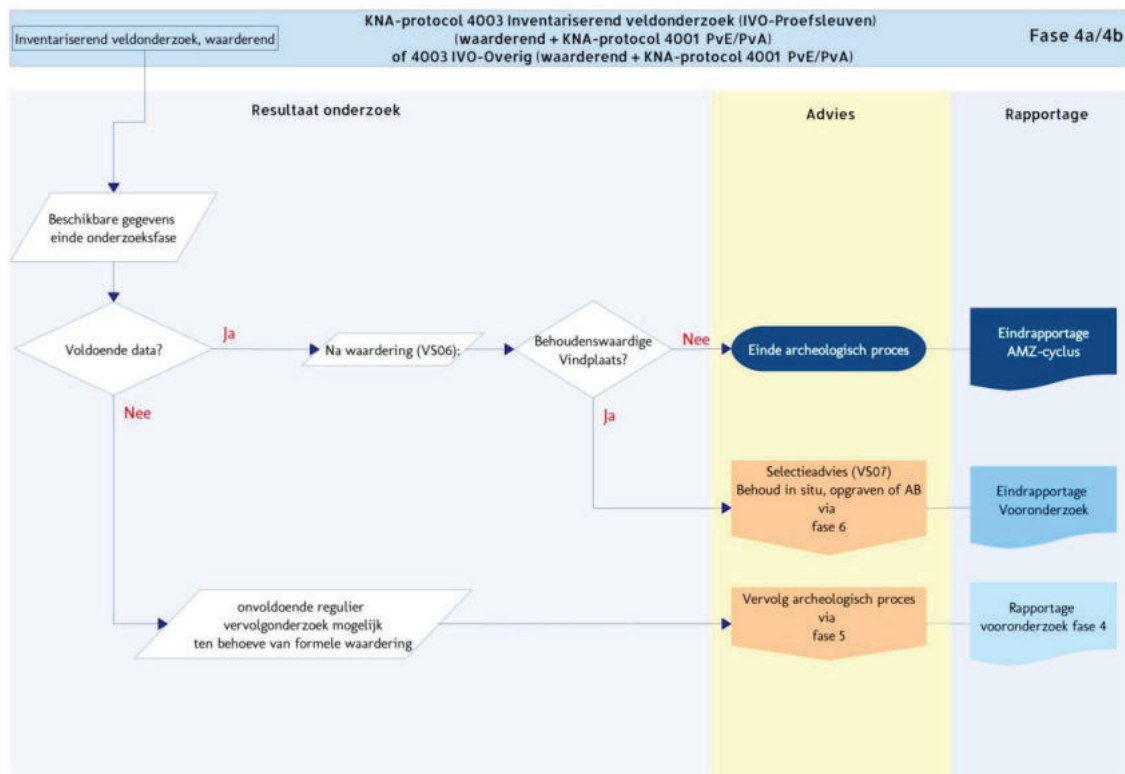 KNA-protocol 4003 Inventariserend veldonderzoek (IVO-Proefsleuven)
(waarderend + KNA-protocol 4001 PvE/PvA)
of 4003 IVO-Overig (waarderend + KNA-protocol 4001 PvE/PvA)
Fase 4a/4b
Inventariserend veldonderzoek, waarderend
Resultaat onderzoek
Advies
Rapportage
Beschikbare gegevens
einde onderzoeksfase
Voldoende data?
Ja
Na waardering (VS06):
Behoudenswaardige
Vindplaats?
Nee
Einde archeologisch proces
Eindrapportage
AMZ-cyclus
Nee
Ja
Selectieadvies (VS07)
Behoud in situ, opgraven of AB
via
fase 6
Eindrapportage
Vooronderzoek
onvoldoende regulier
vervolgonderzoek mogelijk
ten behoeve van formele waardering
Vervolg archeologisch proces
via
fase 5
Rapportage
vooronderzoek fase 4